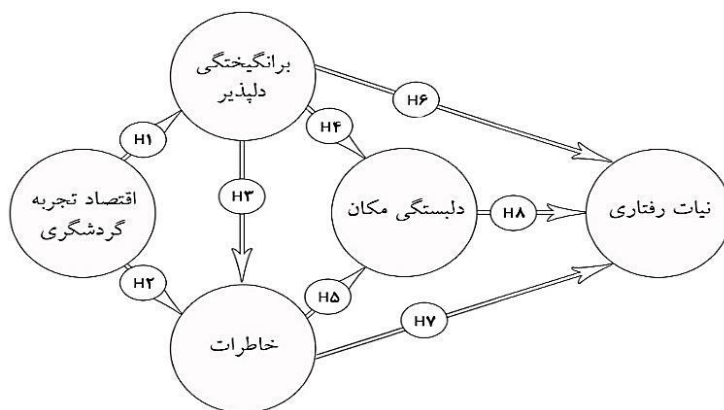 برانگیختگی
دلپذیر
H۶
H۱
H۴
اقتصاد تجربه
گردشگری
H۳
دلبستگی مکان
H۸
نیات رفتاری
H۲
H۵
خاطرات
H۷